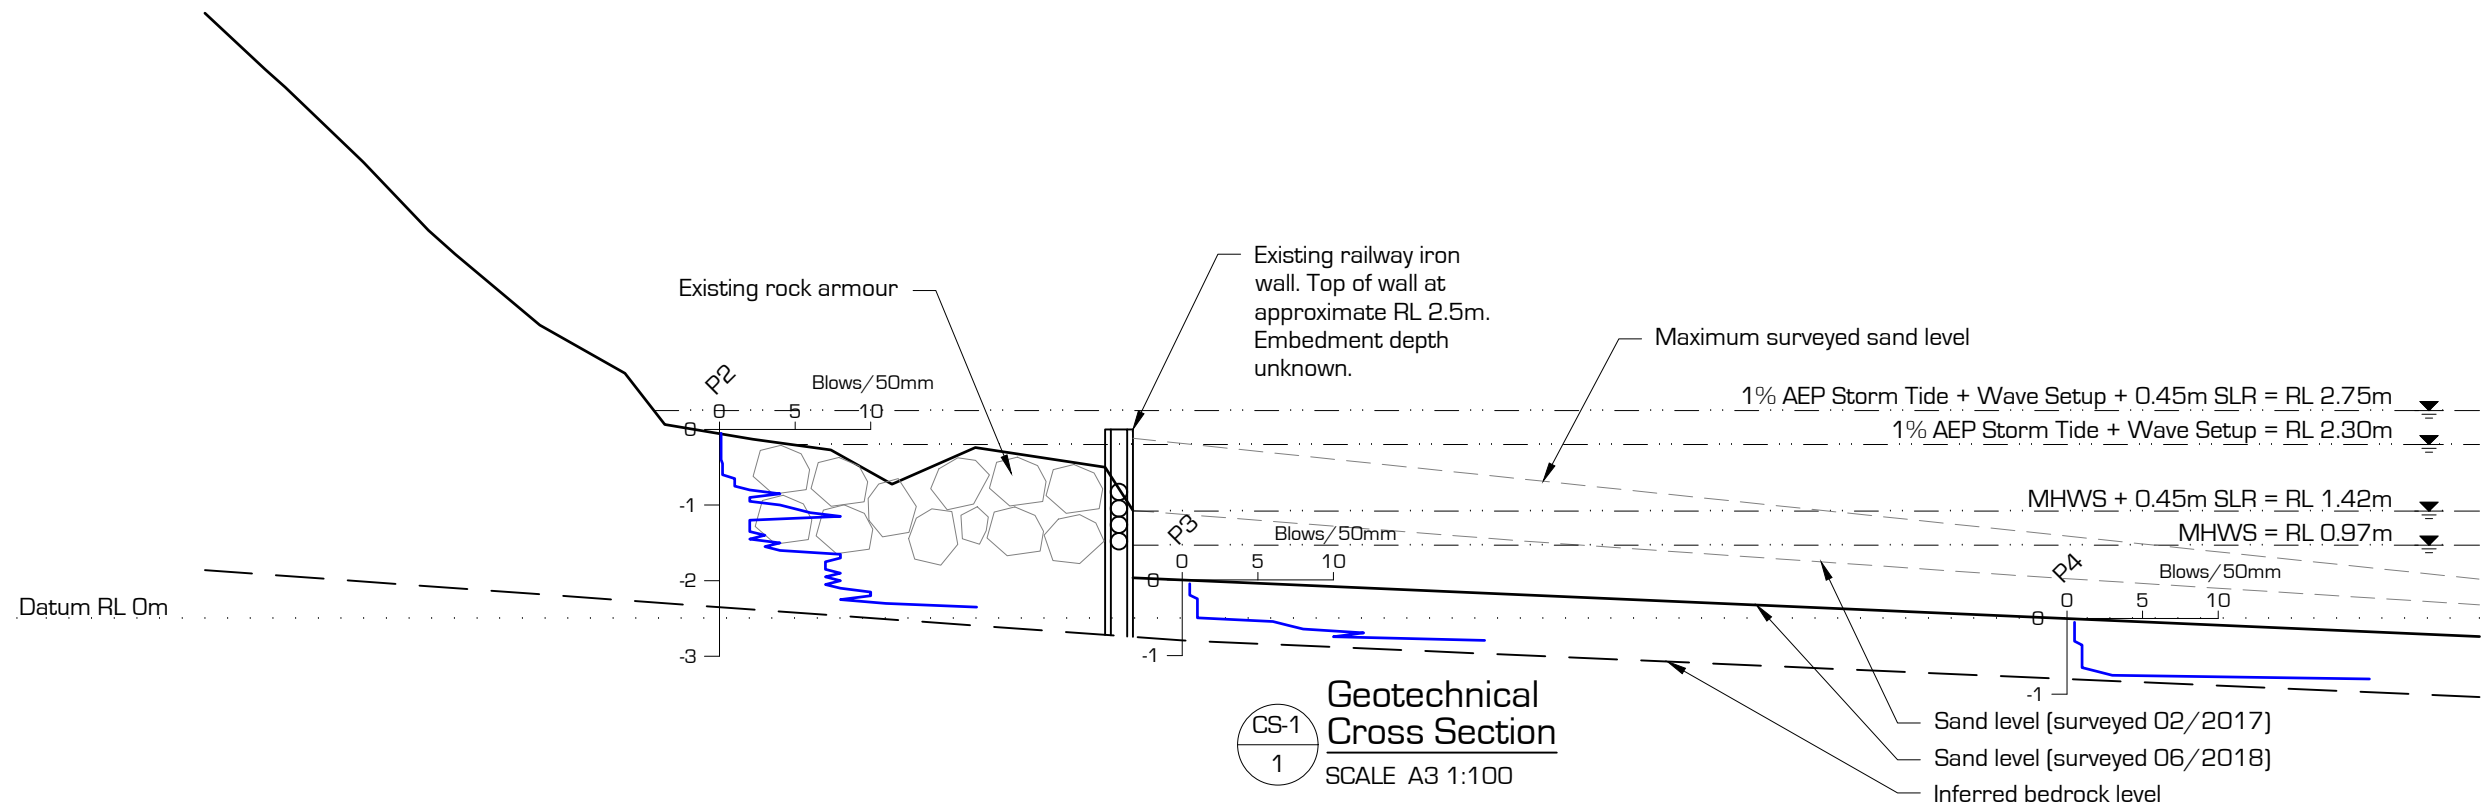 Existing railway iron
wall. Top of wall at
approximate RL 2.5m.
Embedment depth
unknown.
Existing rock armour
Maximum surveyed sand level
P2
Blows/50mm
0 5 10
0
-1
-2
-3
1% AEP Storm Tide + Wave Setup + 0.45m SLR = RL 2.75m
1% AEP Storm Tide + Wave Setup = RL 2.30m
MHWS + 0.45m SLR = RL 1.42m
MHWS = RL 0.97m
P3
Blows/50mm
0 5 10
0
-1
P4
Blows/50mm
0 5 10
0
-1
Datum RL 0m
CS-1
1
Geotechnical
Cross Section
SCALE A3 1:100
Sand level (surveyed 02/2017)
Sand level (surveyed 06/2018)
Inferred bedrock level